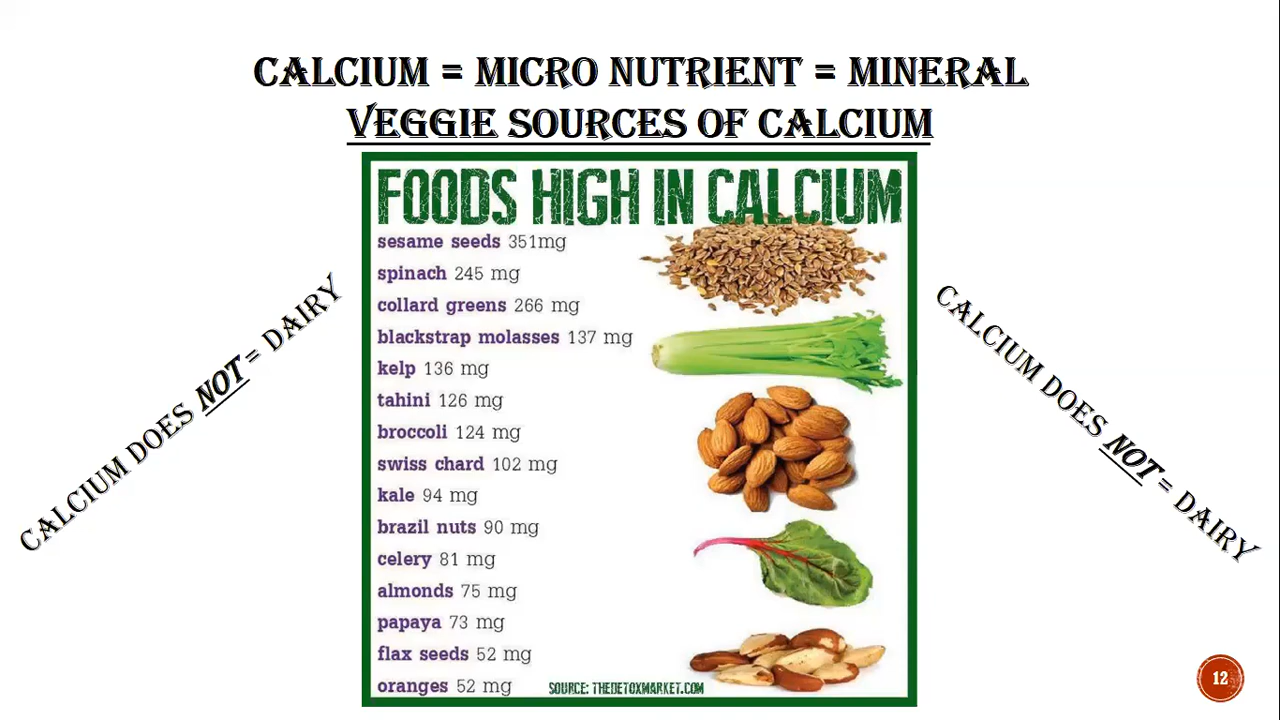 CALCIUM = MICRO NUTRIENT = MINERAL
VEGGIE SOURCES OF CALCIUM
CALCIUM DOES NOT = DAIRY
FOODS HIGH IN CALCIUM
sesame seeds 351mg
spinach 245 mg
collard greens 266 mg
blackstrap molasses 137 mg
kelp 136 mg
tahini 126 mg
broccoli 124 mg
swiss chard 102 mg
kale 94 mg
brazil nuts 90 mg
celery 81 mg
almonds 75 mg
papaya 73 mg
flax seeds 52 mg
oranges 52 mg
SOURCE: THEDETOXMARKET.COM
CALCIUM DOES NOT = DAIRY
12